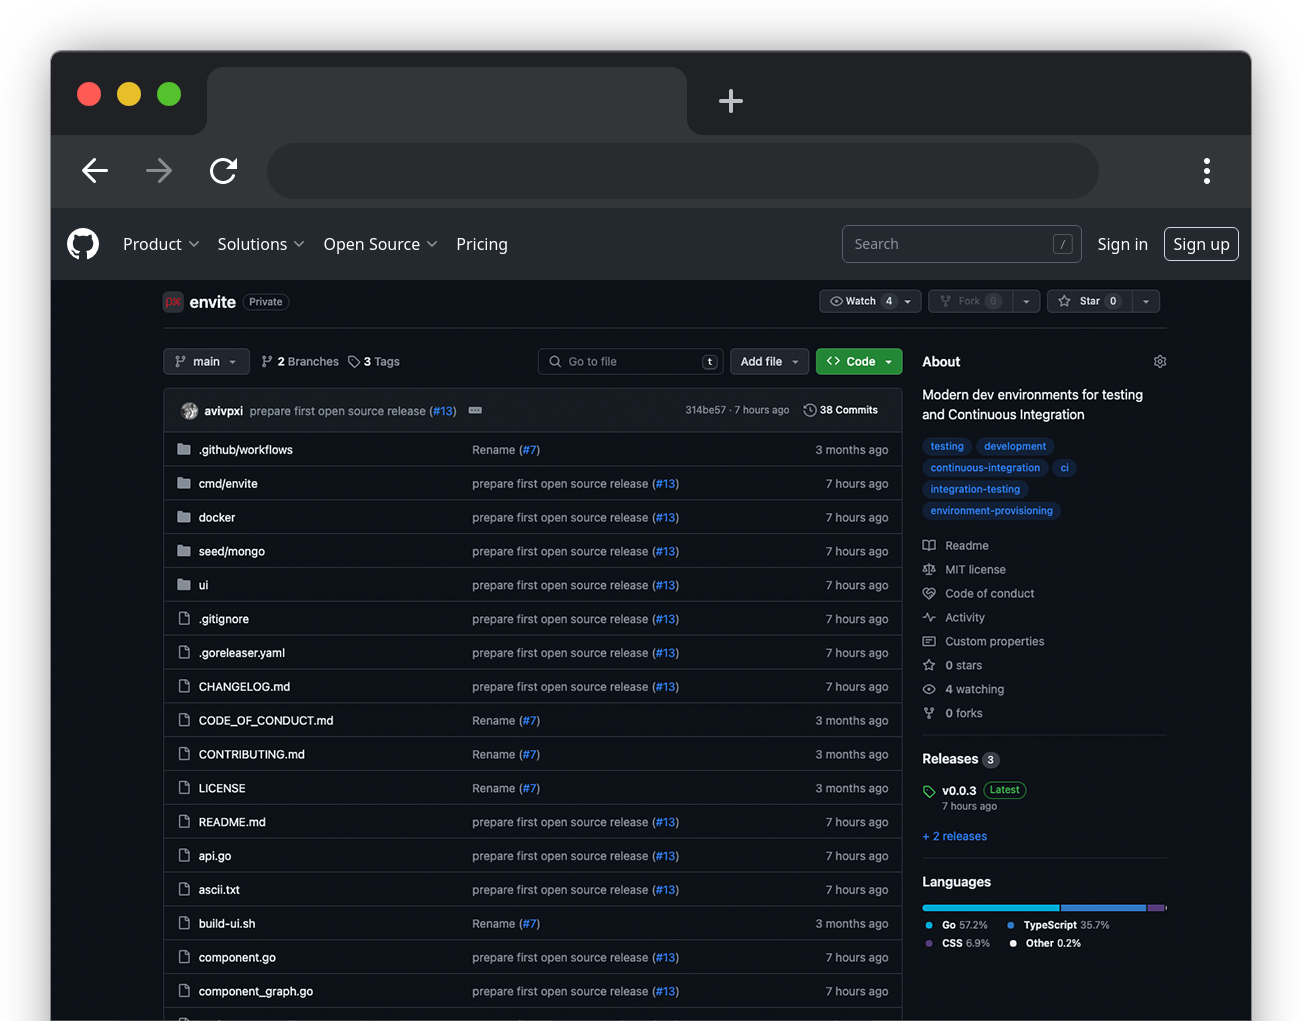 Product Solutions Open Source Pricing Search / Sign in Sign up
px envite Private Watch 4 Fork 0 Star 0
main 2 Branches 3 Tags Go to file t Add file Code
avivpxi prepare first open source release (#13) 314be57 · 7 hours ago 38 Commits
.github/workflows Rename (#7) 3 months ago
cmd/envite prepare first open source release (#13) 7 hours ago
docker prepare first open source release (#13) 7 hours ago
seed/mongo prepare first open source release (#13) 7 hours ago
ui prepare first open source release (#13) 7 hours ago
.gitignore prepare first open source release (#13) 7 hours ago
.goreleaser.yaml prepare first open source release (#13) 7 hours ago
CHANGELOG.md prepare first open source release (#13) 7 hours ago
CODE_OF_CONDUCT.md Rename (#7) 3 months ago
CONTRIBUTING.md Rename (#7) 3 months ago
LICENSE Rename (#7) 3 months ago
README.md prepare first open source release (#13) 7 hours ago
api.go prepare first open source release (#13) 7 hours ago
ascii.txt prepare first open source release (#13) 7 hours ago
build-ui.sh Rename (#7) 3 months ago
component.go prepare first open source release (#13) 7 hours ago
component_graph.go prepare first open source release (#13) 7 hours ago
About
Modern dev environments for testing
and Continuous Integration
testing development
continuous-integration ci
integration-testing
environment-provisioning
Readme
MIT license
Code of conduct
Activity
Custom properties
0 stars
4 watching
0 forks
Releases 3
v0.0.3 Latest
7 hours ago
+ 2 releases
Languages
Go 57.2% TypeScript 35.7%
CSS 6.9% Other 0.2%